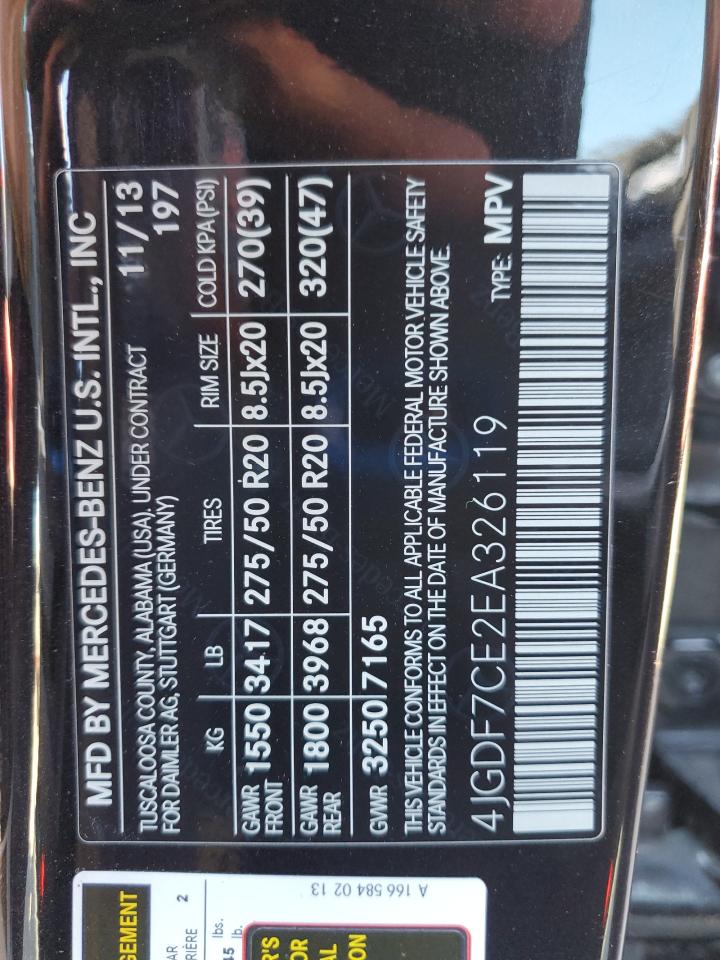 MFD BY MERCEDES-BENZ U.S. INTL., INC
TUSCALOOSA COUNTY, ALABAMA (USA), UNDER CONTRACT 11/13
FOR DAIMLER AG, STUTTGART (GERMANY) 197
KG LB TIRES RIM SIZE COLD KPA(PSI)
GAWR FRONT 1550 3417 275/50 R20 8.5Jx20 270(39)
GAWR REAR 1800 3968 275/50 R20 8.5Jx20 320(47)
GVWR 3250 7165
THIS VEHICLE CONFORMS TO ALL APPLICABLE FEDERAL MOTOR VEHICLE SAFETY
STANDARDS IN EFFECT ON THE DATE OF MANUFACTURE SHOWN ABOVE.
4JGDF7CE2EA326119 TYPE: MPV
GEMENT
2
lbs.
45 lb.
A 166 584 02 13